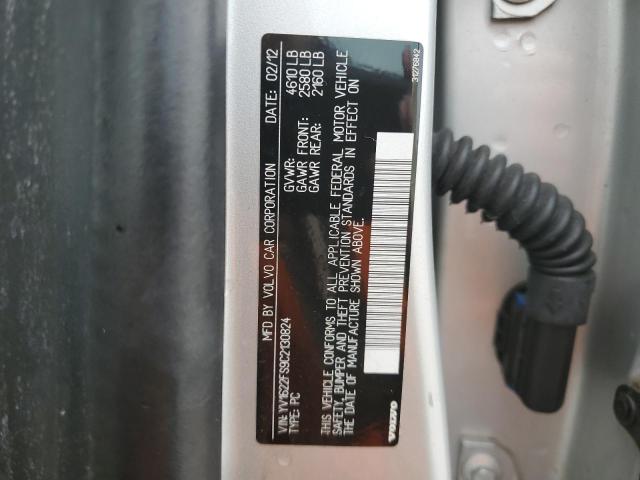 MFD BY VOLVO CAR CORPORATION DATE: 02/12
GVWR: 4610 LB
GAWR FRONT: 2580 LB
GAWR REAR: 2160 LB
THIS VEHICLE CONFORMS TO ALL APPLICABLE FEDERAL MOTOR VEHICLE
SAFETY, BUMPER AND THEFT PREVENTION STANDARDS IN EFFECT ON
THE DATE OF MANUFACTURE SHOWN ABOVE.
VIN: YV1622FS9C2130824
TYPE: PC
VOLVO
31276942